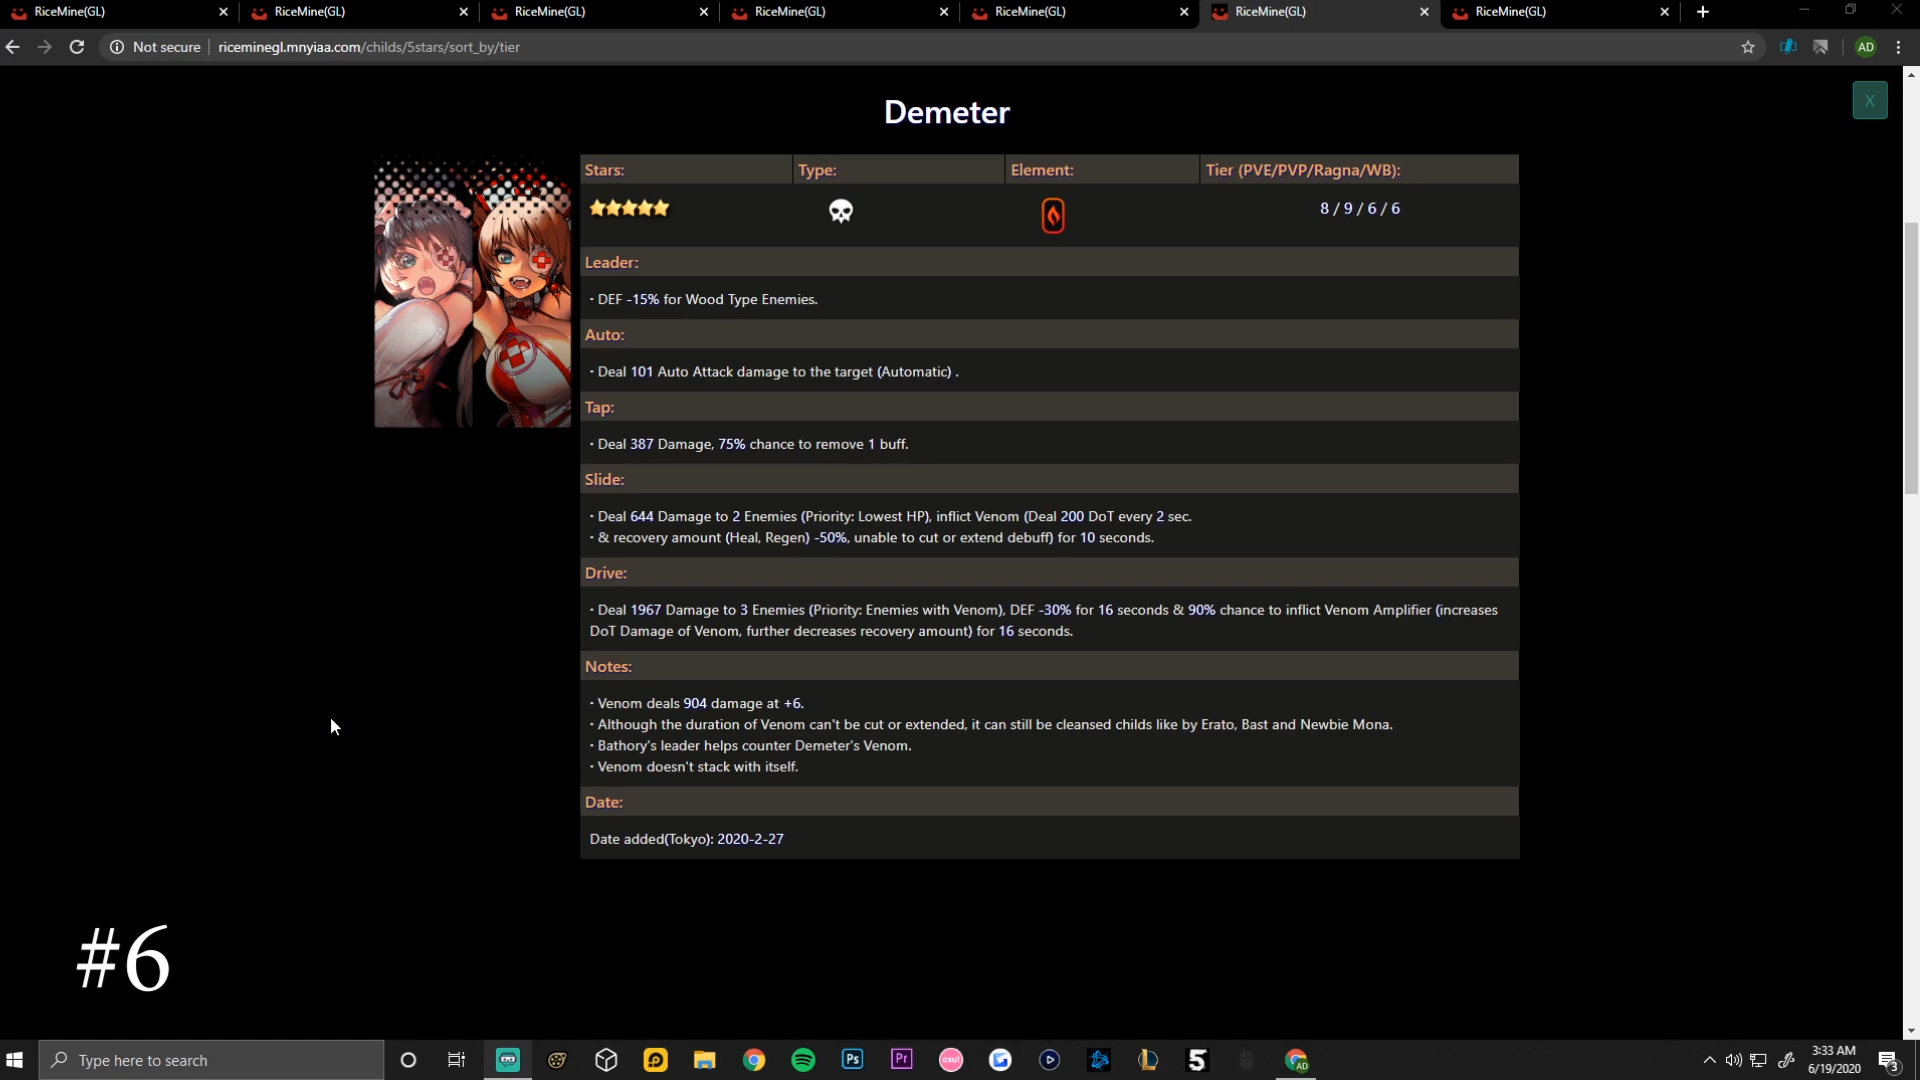 RiceMine(GL) RiceMine(GL) RiceMine(GL) RiceMine(GL) RiceMine(GL) RiceMine(GL) RiceMine(GL)
Not secure riceminegl.mnyiaa.com/childs/5stars/sort_by/tier AD
X
Demeter
Stars: Type: Element: Tier (PVE/PVP/Ragna/WB):
8 / 9 / 6 / 6
Leader:
· DEF -15% for Wood Type Enemies.
Auto:
· Deal 101 Auto Attack damage to the target (Automatic) .
Tap:
· Deal 387 Damage, 75% chance to remove 1 buff.
Slide:
· Deal 644 Damage to 2 Enemies (Priority: Lowest HP), inflict Venom (Deal 200 DoT every 2 sec.
· & recovery amount (Heal, Regen) -50%, unable to cut or extend debuff) for 10 seconds.
Drive:
· Deal 1967 Damage to 3 Enemies (Priority: Enemies with Venom), DEF -30% for 16 seconds & 90% chance to inflict Venom Amplifier (increases
DoT Damage of Venom, further decreases recovery amount) for 16 seconds.
Notes:
· Venom deals 904 damage at +6.
· Although the duration of Venom can't be cut or extended, it can still be cleansed childs like by Erato, Bast and Newbie Mona.
· Bathory's leader helps counter Demeter's Venom.
· Venom doesn't stack with itself.
Date:
Date added(Tokyo): 2020-2-27
#6
Type here to search Ps Pr osu! 5 AD
3:33 AM
6/19/2020 3